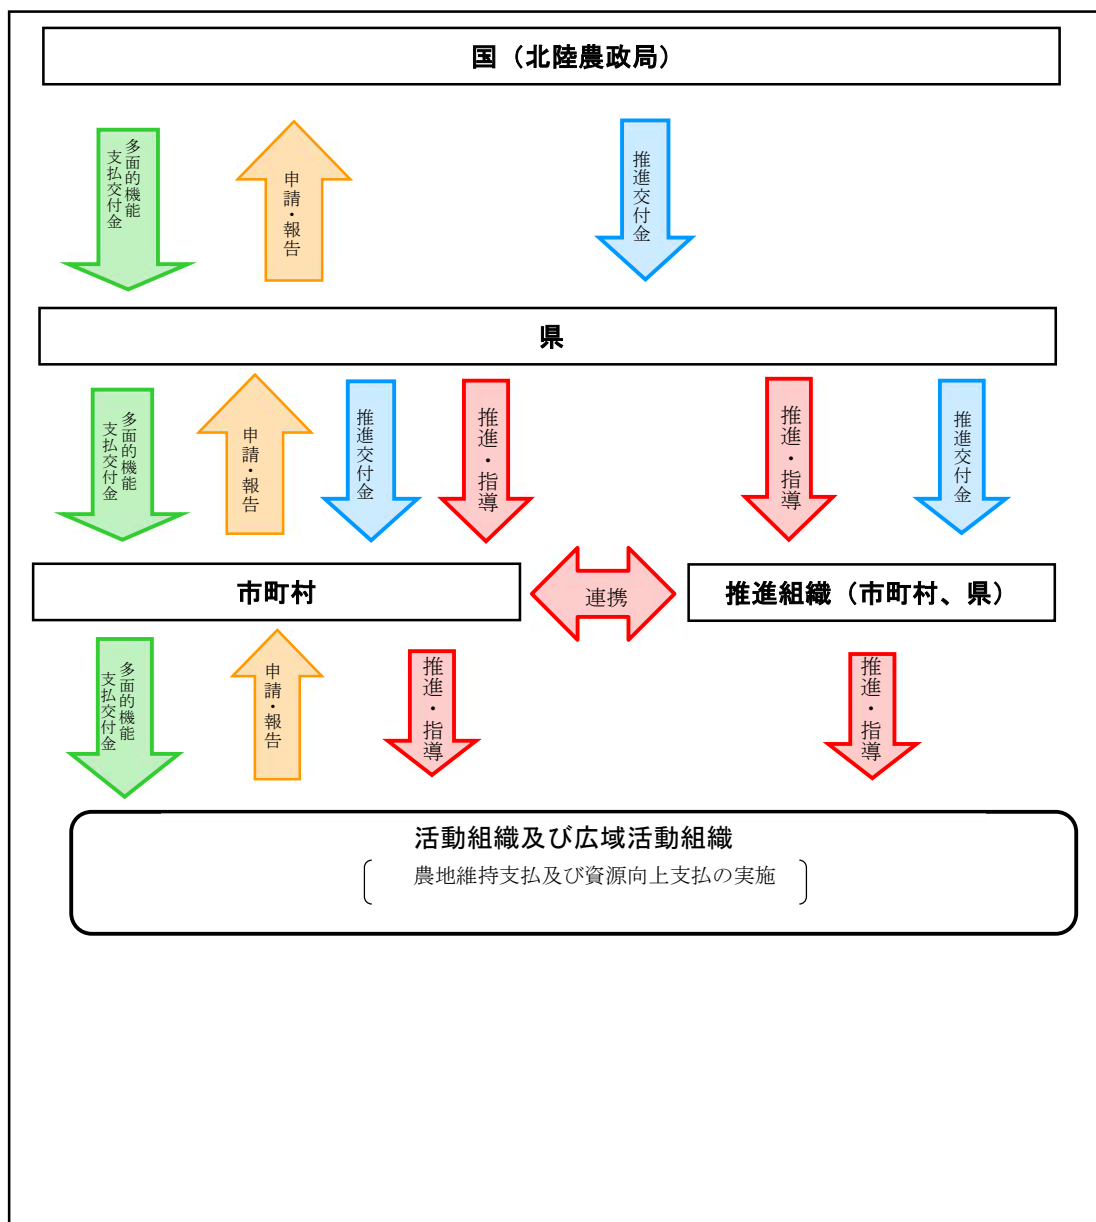 国（北陸農政局）
多面的機能
支払交付金
申請・報告
推進交付金
県
多面的機能
支払交付金
申請・報告
推進交付金
推進・指導
推進・指導
推進交付金
市町村
連携
推進組織（市町村、県）
多面的機能
支払交付金
申請・報告
推進・指導
推進・指導
活動組織及び広域活動組織
農地維持支払及び資源向上支払の実施